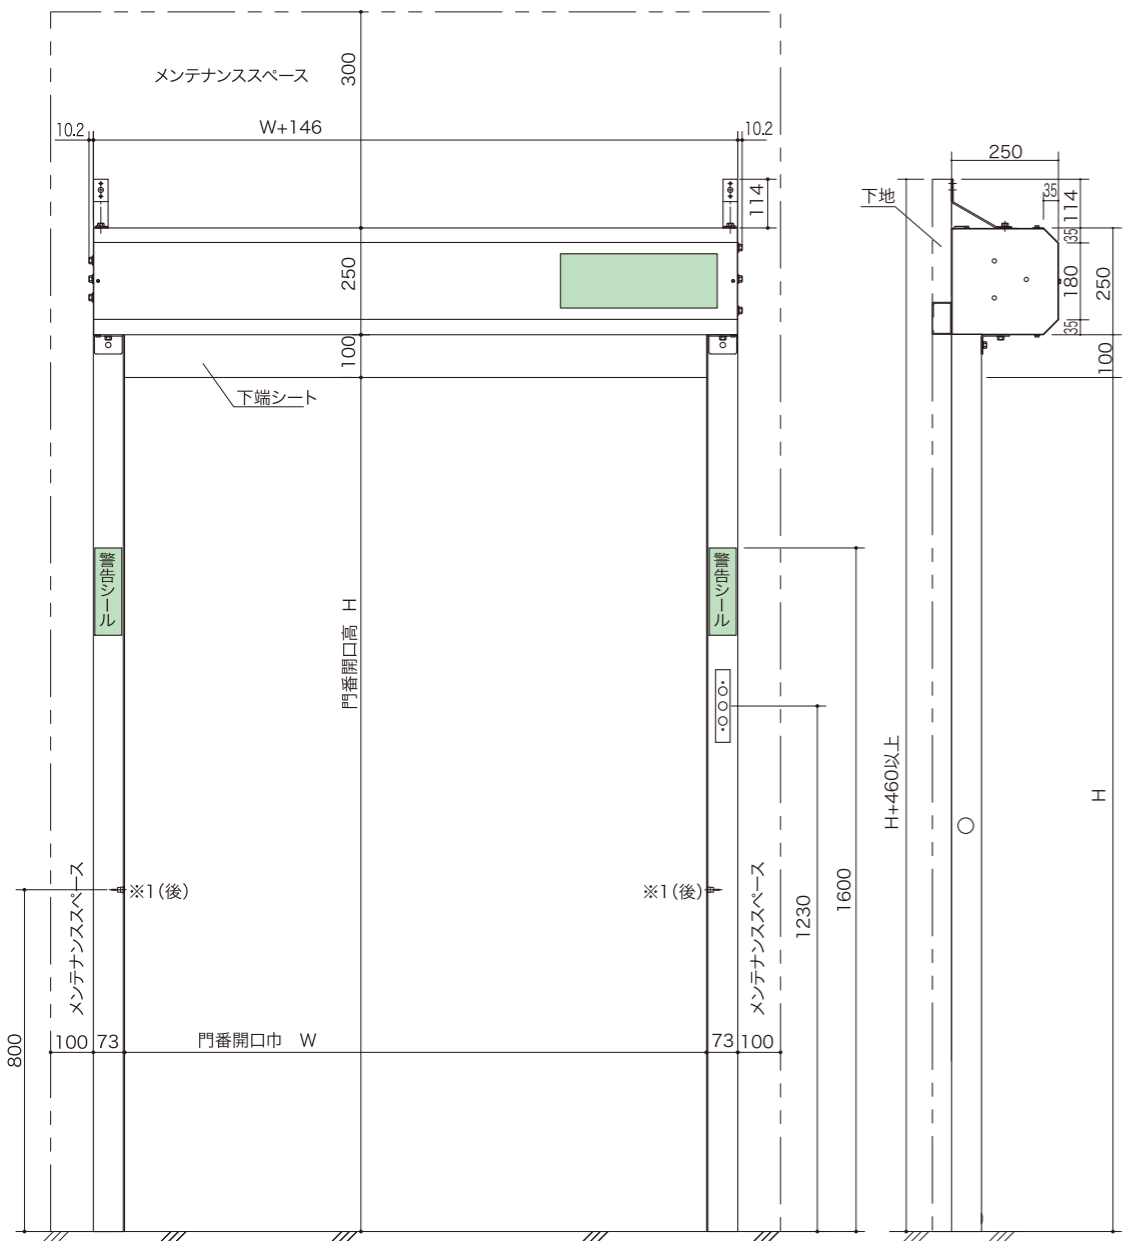 300
メンテナンススペース
10.2
W+146
10.2
114
250
100
下端シート
警告シール
警告シール
門番開口高 H
※1(後)
※1(後)
メンテナンススペース
メンテナンススペース
1230
1600
800
100
73
門番開口巾 W
73
100
250
下地
35
114
35
180
250
35
100
H+460以上
H